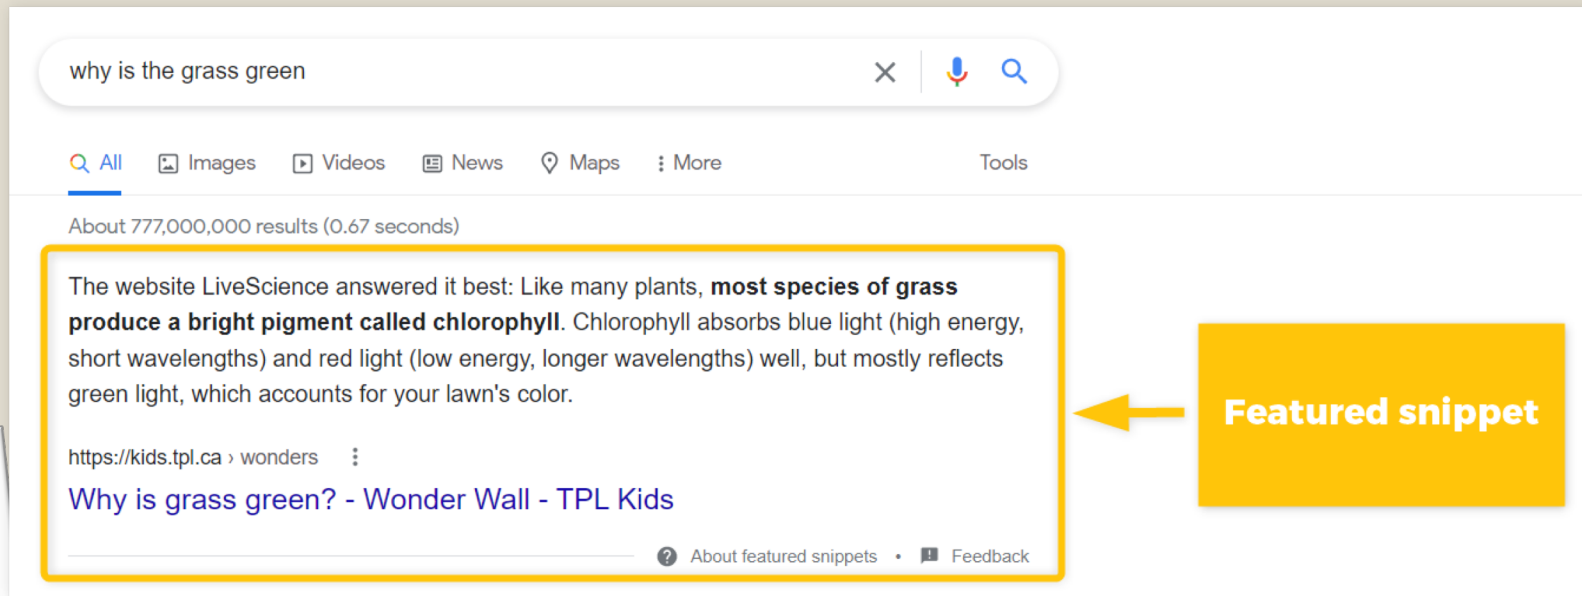 why is the grass green
All Images Videos News Maps More Tools
About 777,000,000 results (0.67 seconds)
The website LiveScience answered it best: Like many plants, most species of grass
produce a bright pigment called chlorophyll. Chlorophyll absorbs blue light (high energy,
short wavelengths) and red light (low energy, longer wavelengths) well, but mostly reflects
green light, which accounts for your lawn's color.
Featured snippet
https://kids.tpl.ca › wonders
Why is grass green? - Wonder Wall - TPL Kids
About featured snippets • Feedback